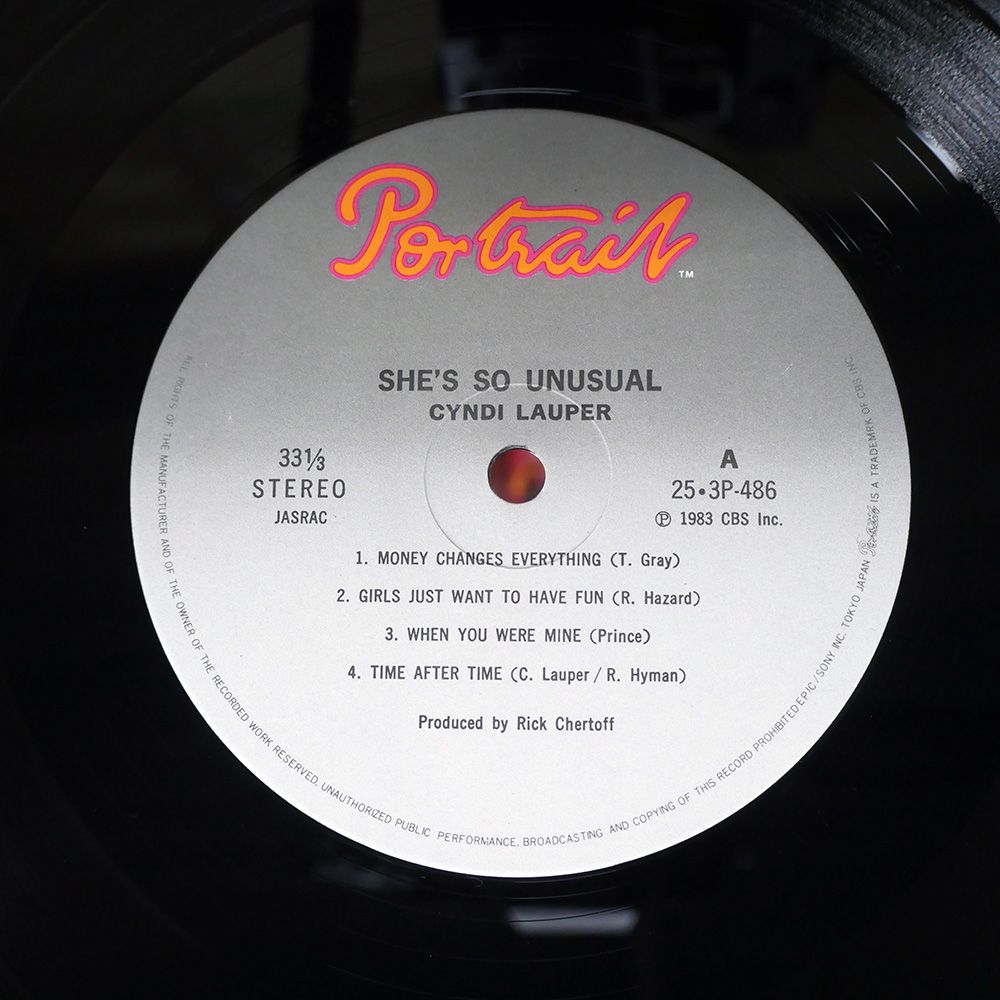 Portrait ™
SHE'S SO UNUSUAL
CYNDI LAUPER
33⅓
STEREO
JASRAC
A
25•3P-486
Ⓟ 1983 CBS Inc.
1. MONEY CHANGES EVERYTHING (T. Gray)
2. GIRLS JUST WANT TO HAVE FUN (R. Hazard)
3. WHEN YOU WERE MINE (Prince)
4. TIME AFTER TIME (C. Lauper / R. Hyman)
Produced by Rick Chertoff
ALL RIGHTS OF THE MANUFACTURER AND OF THE OWNER OF THE RECORDED WORK RESERVED. UNAUTHORIZED PUBLIC PERFORMANCE. BROADCASTING AND COPYING OF THIS RECORD PROHIBITED EPIC/SONY INC. TOKYO JAPAN Portrait IS A TRADEMRK OF CBS INC.